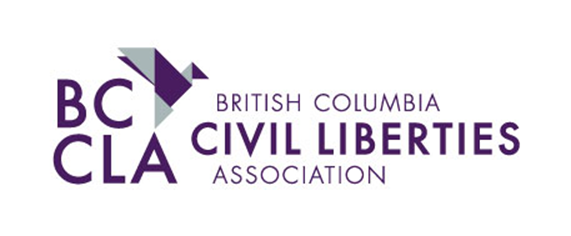 BC
CLA
BRITISH COLUMBIA
CIVIL LIBERTIES
ASSOCIATION